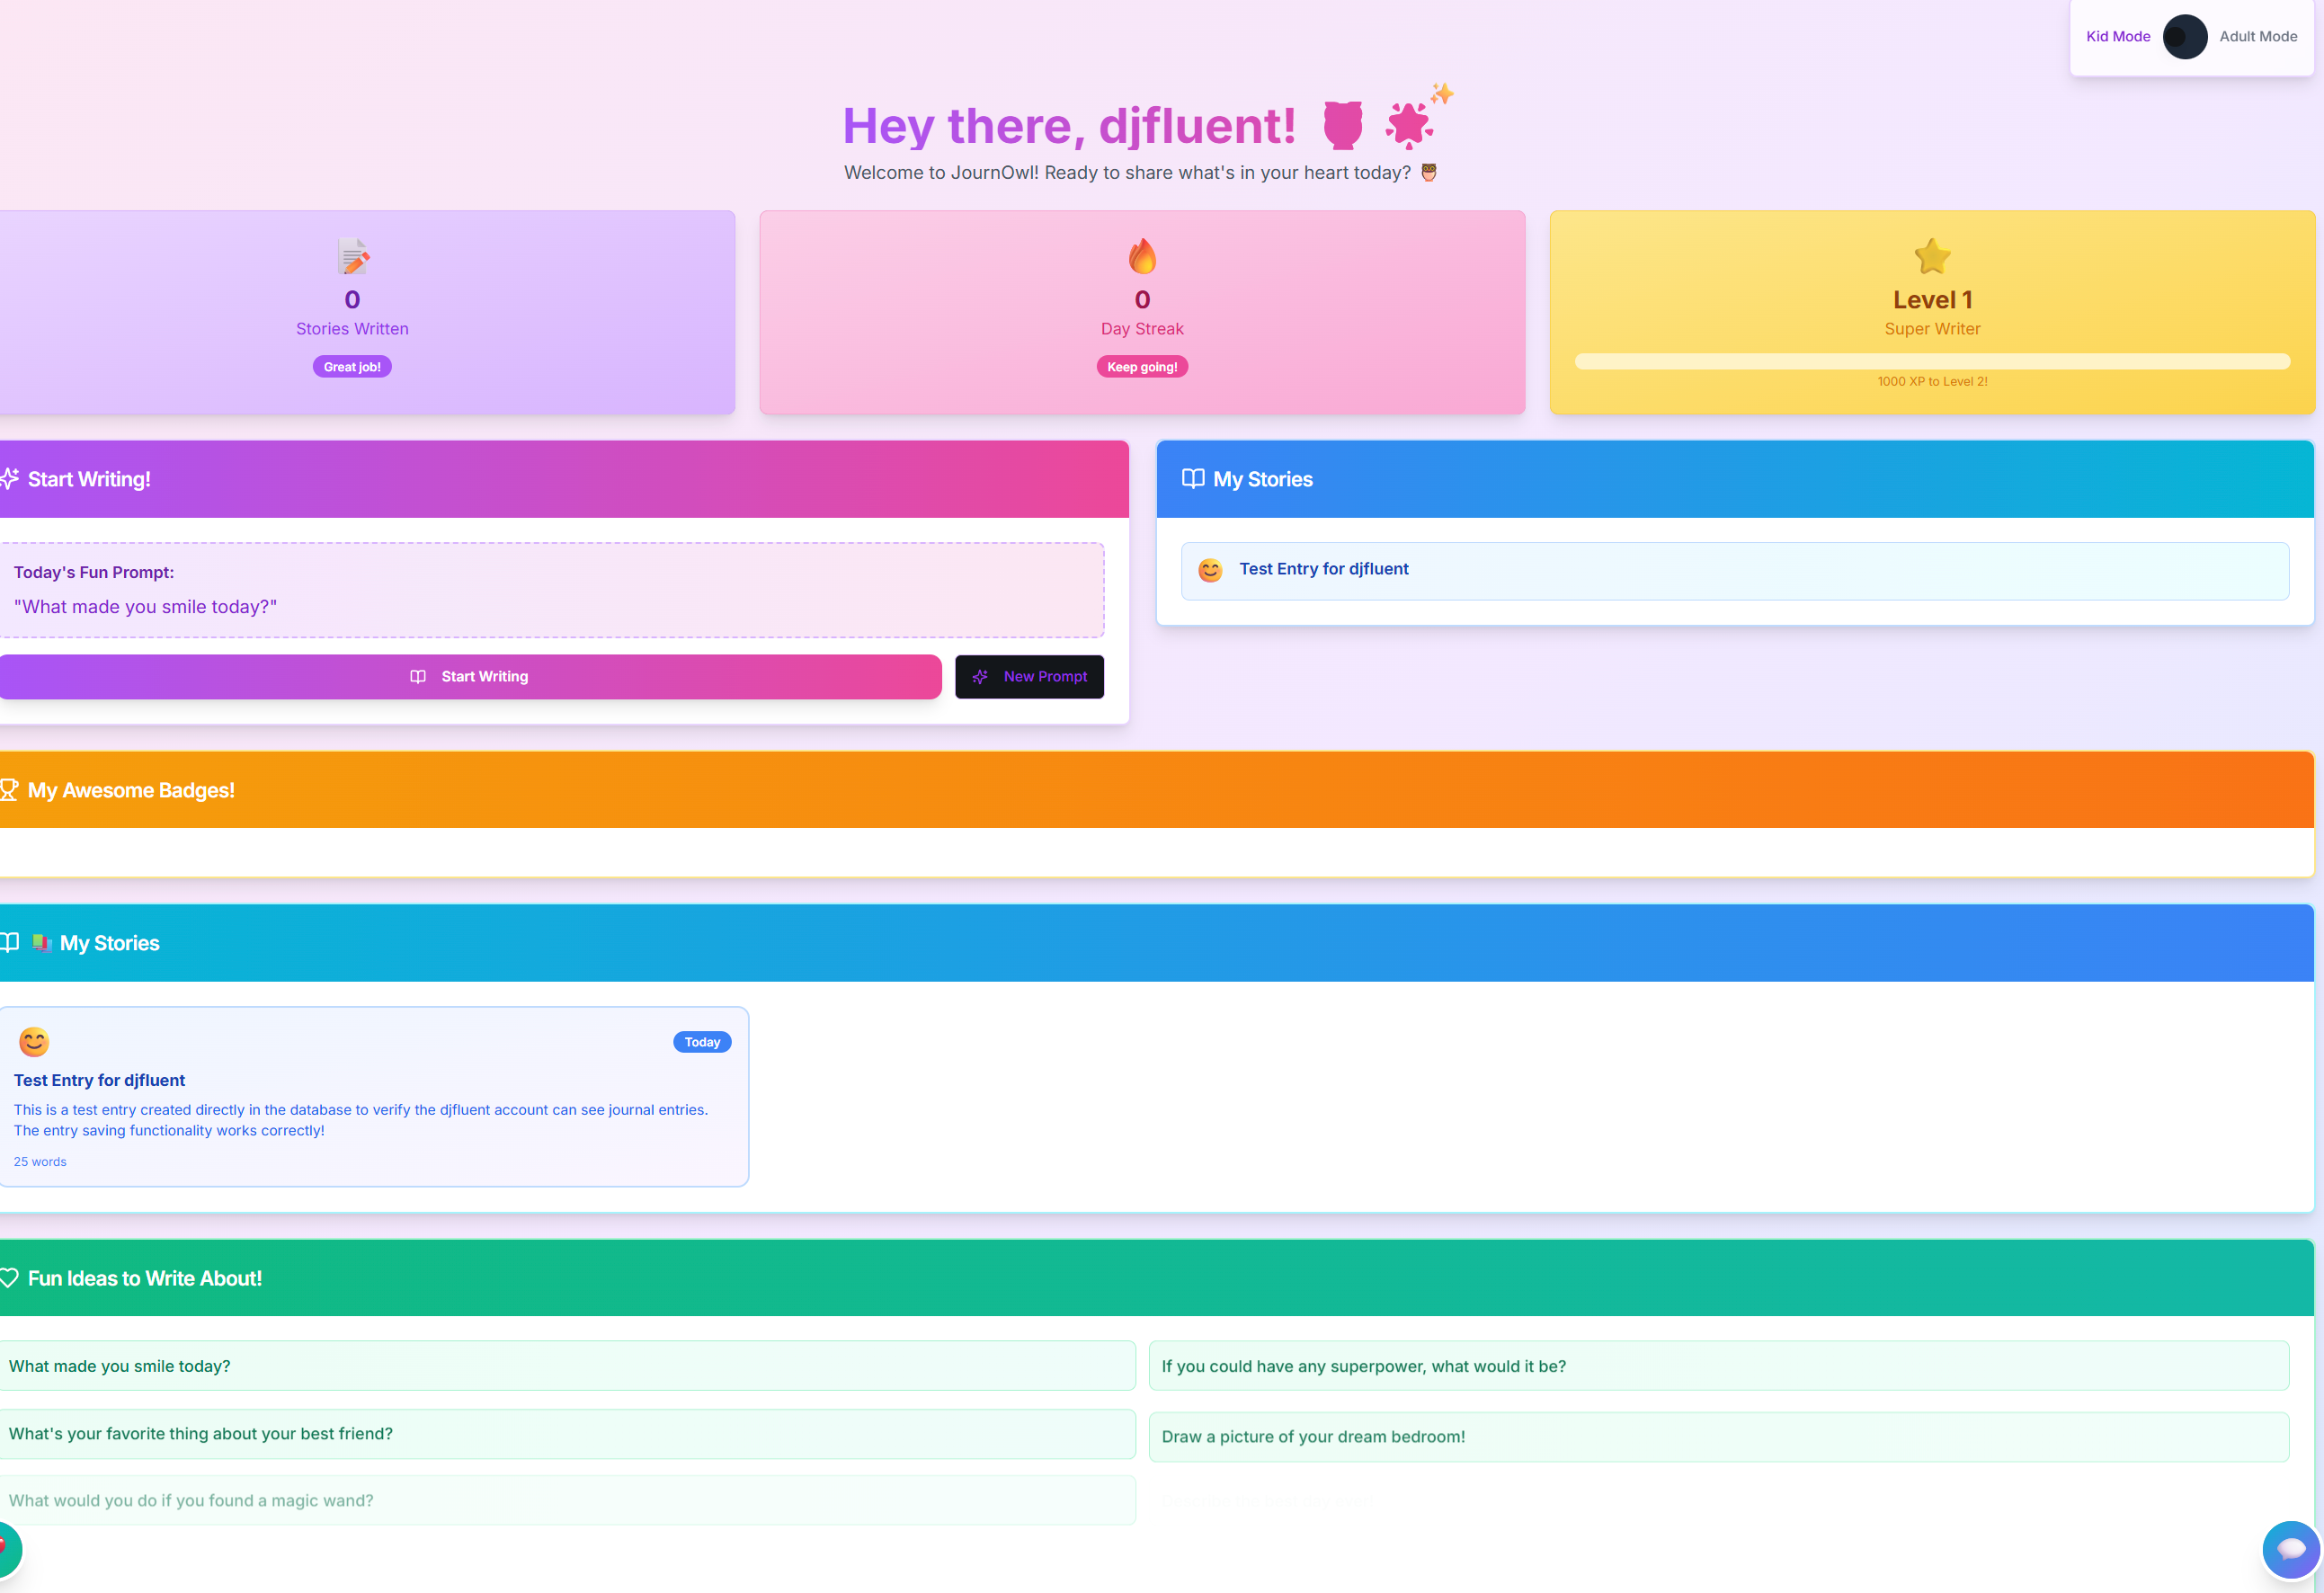 Kid Mode
Adult Mode
Hey there, djfluent!
Welcome to JournOwl! Ready to share what's in your heart today?
0
Stories Written
Great job!
0
Day Streak
Keep going!
Level 1
Super Writer
1000 XP to Level 2!
Start Writing!
Today's Fun Prompt:
"What made you smile today?"
Start Writing
New Prompt
My Stories
Test Entry for djfluent
My Awesome Badges!
My Stories
Today
Test Entry for djfluent
This is a test entry created directly in the database to verify the djfluent account can see journal entries.
The entry saving functionality works correctly!
25 words
Fun Ideas to Write About!
What made you smile today?
If you could have any superpower, what would it be?
What's your favorite thing about your best friend?
Draw a picture of your dream bedroom!
What would you do if you found a magic wand?